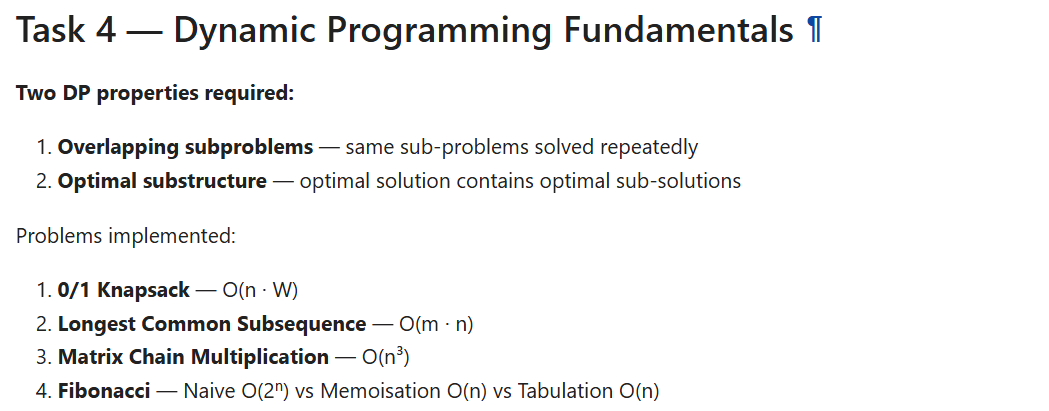 Task 4 — Dynamic Programming Fundamentals ¶
Two DP properties required:
1. Overlapping subproblems — same sub-problems solved repeatedly
2. Optimal substructure — optimal solution contains optimal sub-solutions
Problems implemented:
1. 0/1 Knapsack — O(n · W)
2. Longest Common Subsequence — O(m · n)
3. Matrix Chain Multiplication — O(n³)
4. Fibonacci — Naive O(2ⁿ) vs Memoisation O(n) vs Tabulation O(n)